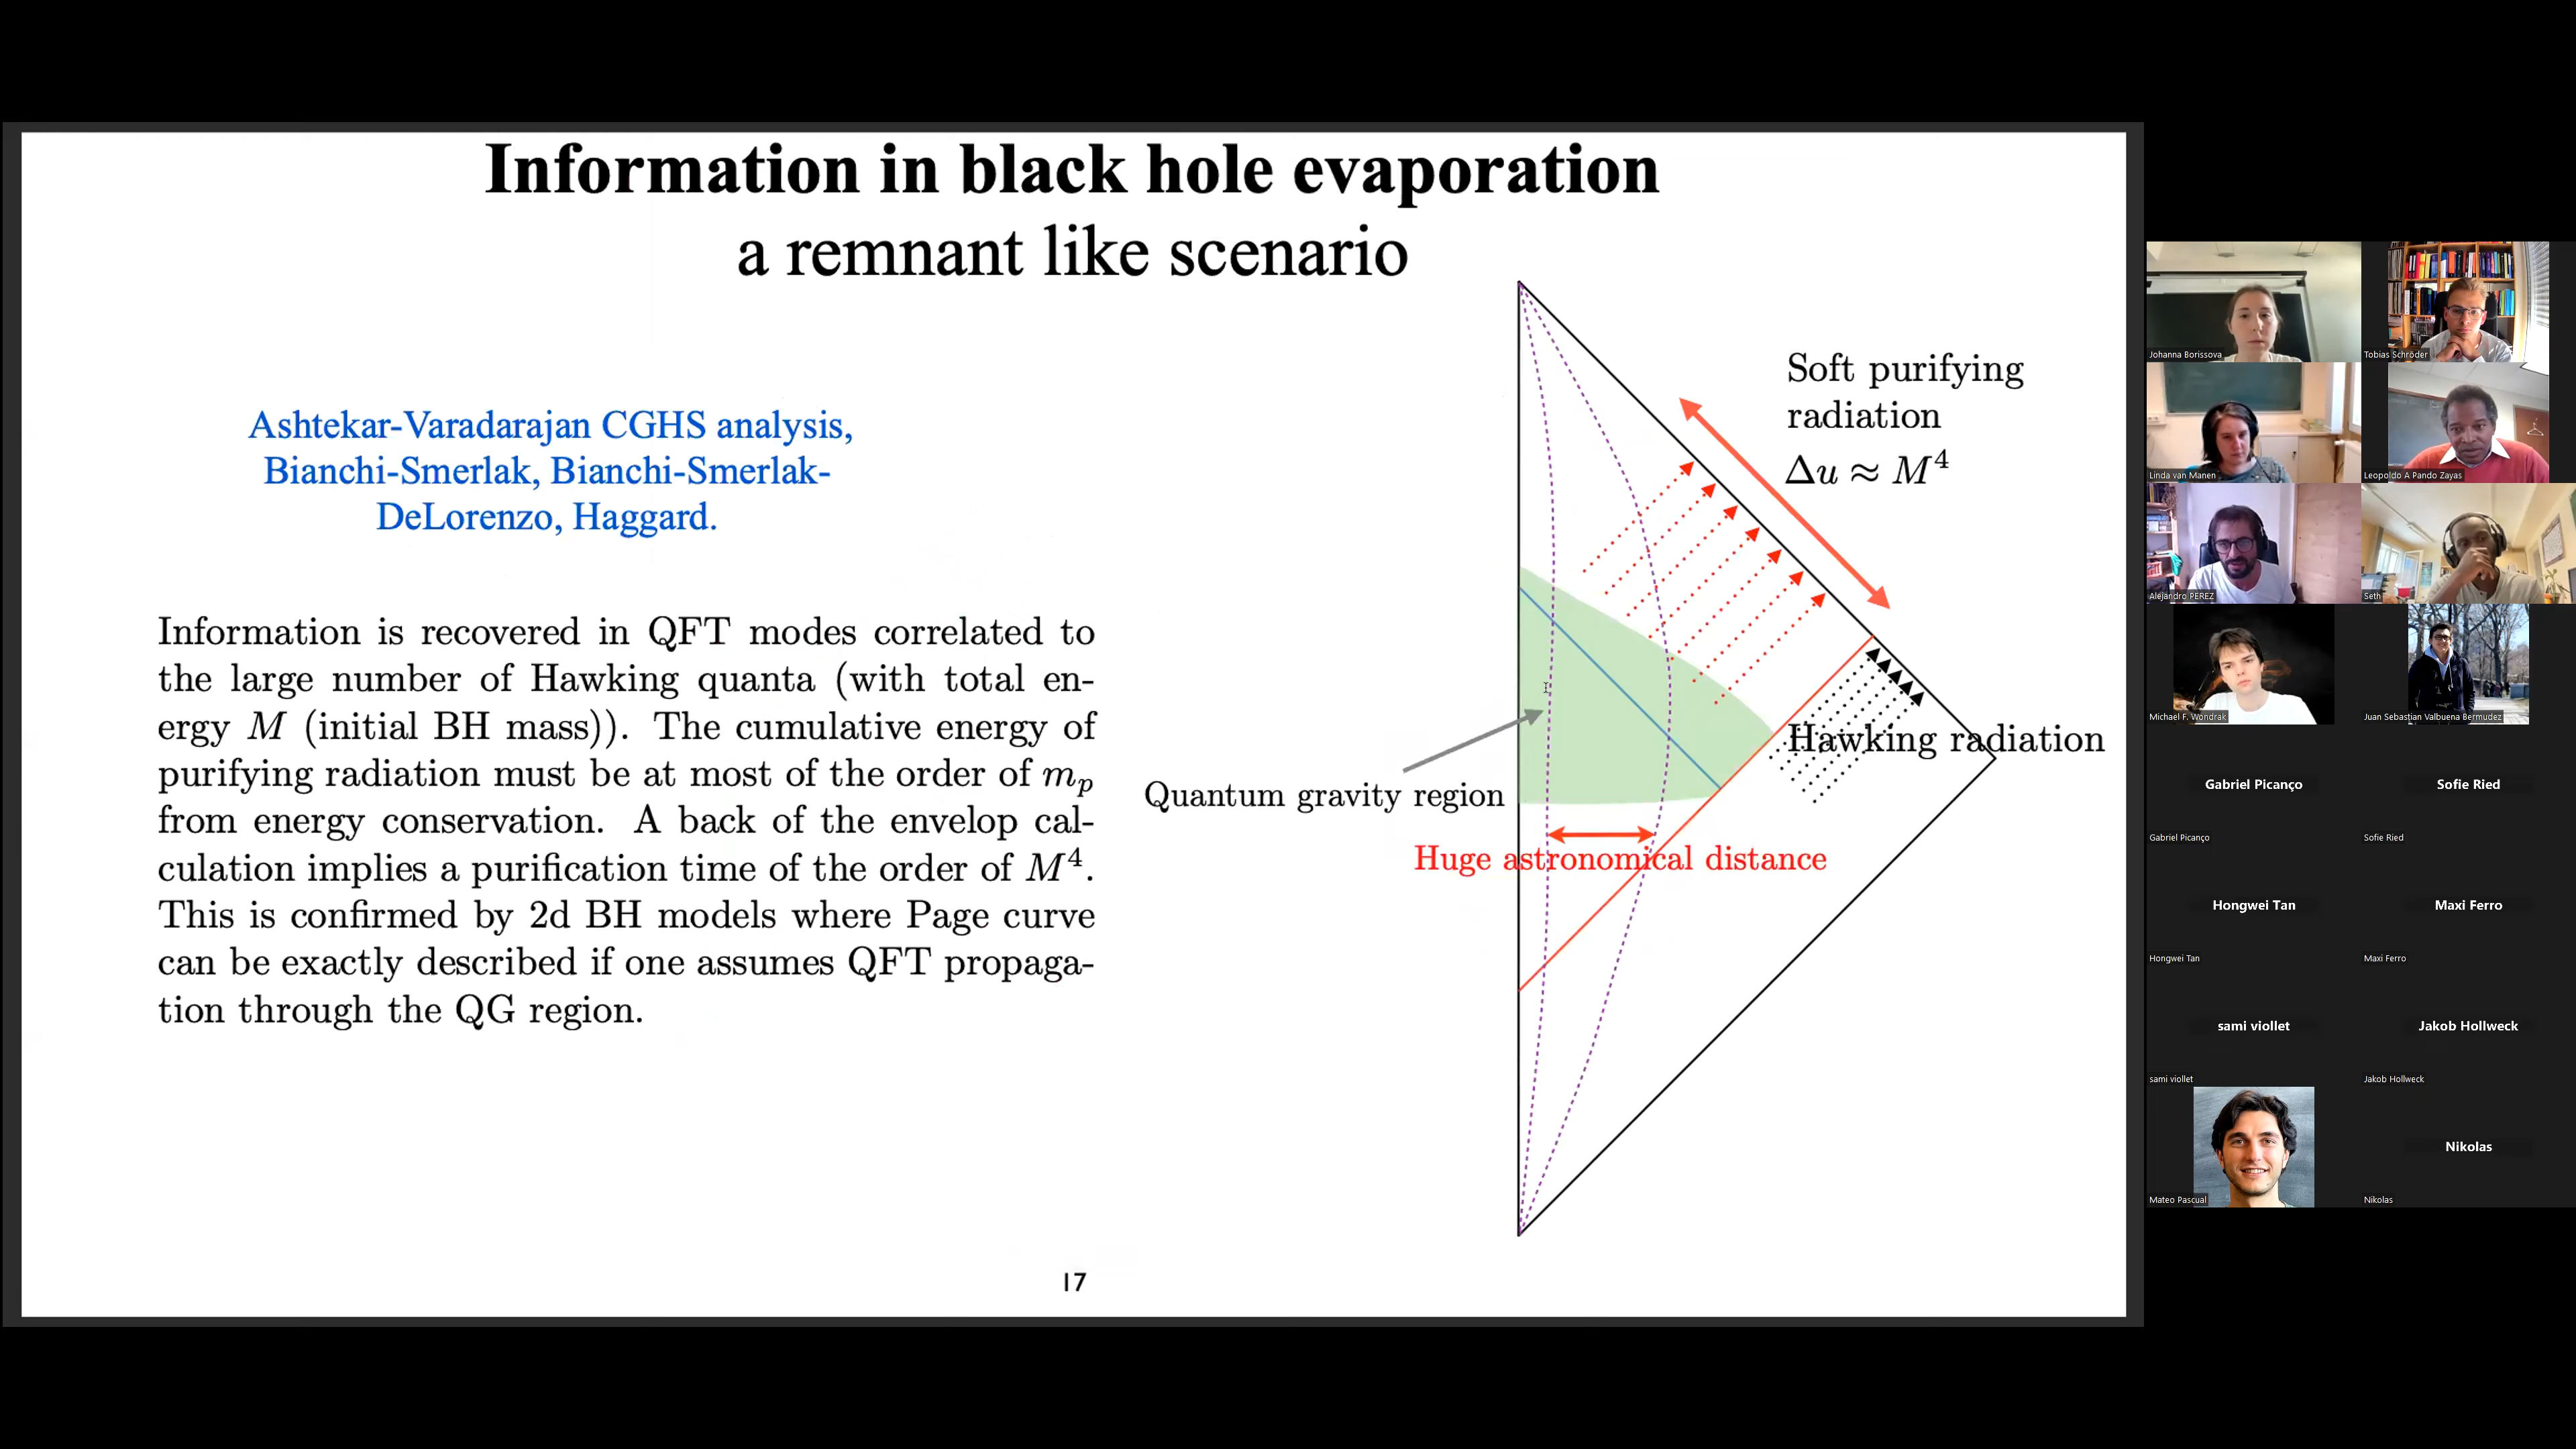 Information in black hole evaporation
a remnant like scenario
Ashtekar-Varadarajan CGHS analysis,
Bianchi-Smerlak, Bianchi-Smerlak-
DeLorenzo, Haggard.
Information is recovered in QFT modes correlated to
the large number of Hawking quanta (with total en-
ergy M (initial BH mass)). The cumulative energy of
purifying radiation must be at most of the order of m_p
from energy conservation. A back of the envelop cal-
culation implies a purification time of the order of M⁴.
This is confirmed by 2d BH models where Page curve
can be exactly described if one assumes QFT propaga-
tion through the QG region.
Soft purifying
radiation
Δu ≈ M⁴
Hawking radiation
Quantum gravity region
Huge astronomical distance
17
Johanna Borissova
Tobias Schröder
Linda van Manen
Leopoldo A Pando Zayas
Alejandro PEREZ
Seth
Michael F. Wondrak
Juan Sebastian Valbuena Bermudez
Gabriel Picanço
Sofie Ried
Gabriel Picanço
Sofie Ried
Hongwei Tan
Maxi Ferro
Hongwei Tan
Maxi Ferro
sami viollet
Jakob Hollweck
sami viollet
Jakob Hollweck
Nikolas
Mateo Pascual
Nikolas